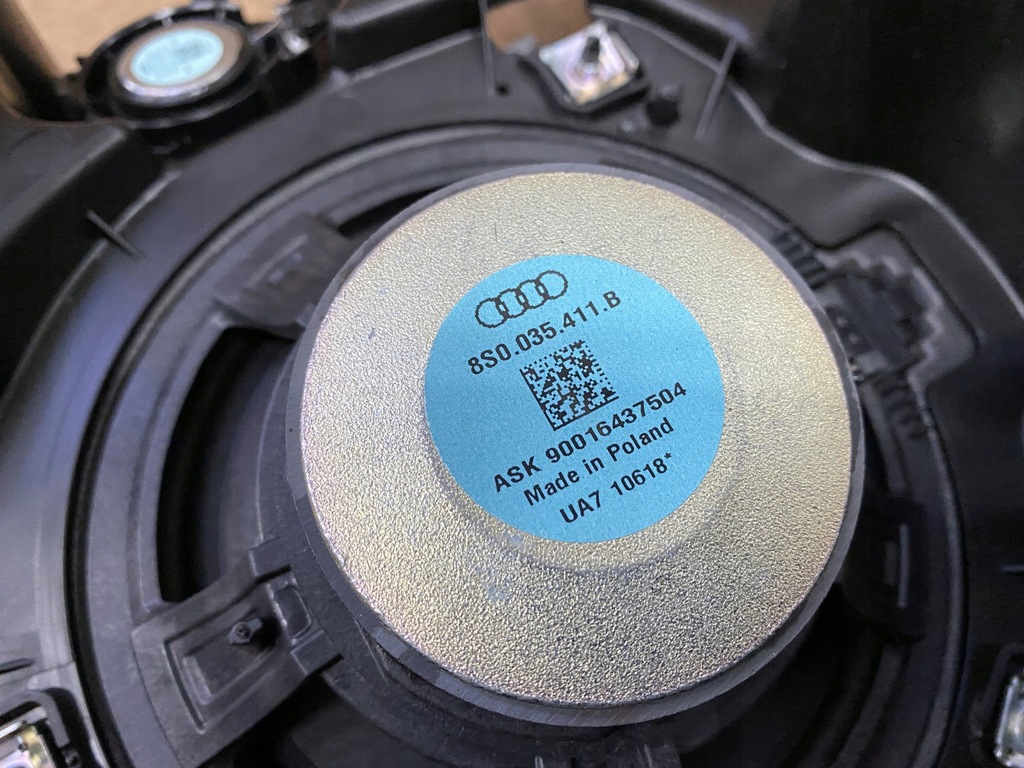 8S0.035.411.B
ASK 90016437504
Made in Poland
UA7 10618*